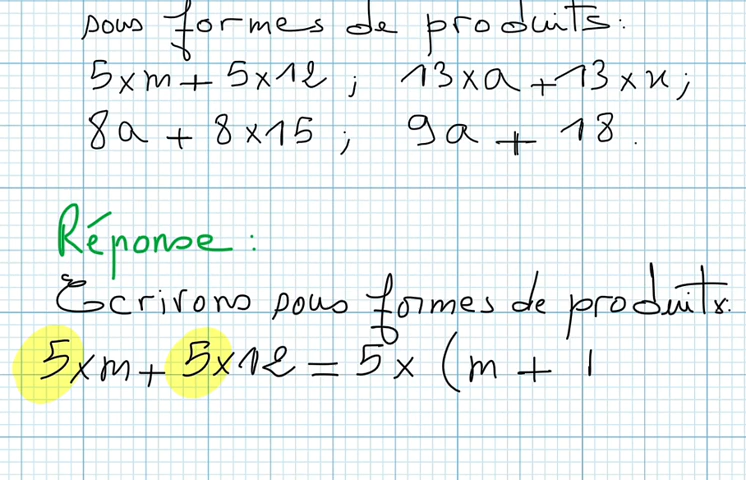 sous formes de produits:
5×m + 5×12 ; 13×a + 13×x ;
8a + 8×15 ; 9a + 18.
Réponse :
Ecrivons sous formes de produits.
5×m + 5×12 = 5× (m + 1